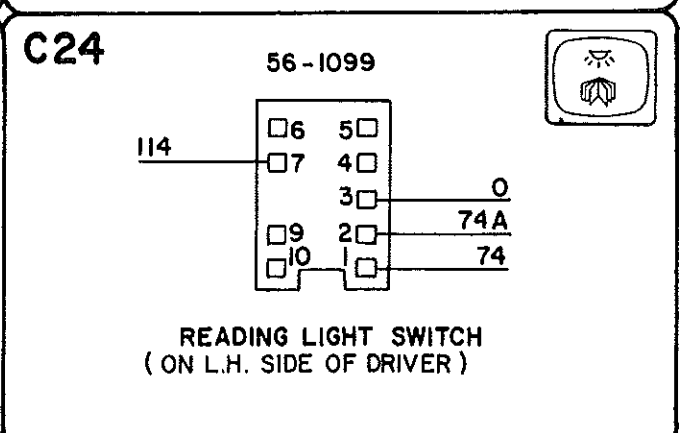 C24
56-1099
6 5
114 7 4
3 0
9 2 74A
10 1 74
READING LIGHT SWITCH
(ON L.H. SIDE OF DRIVER)